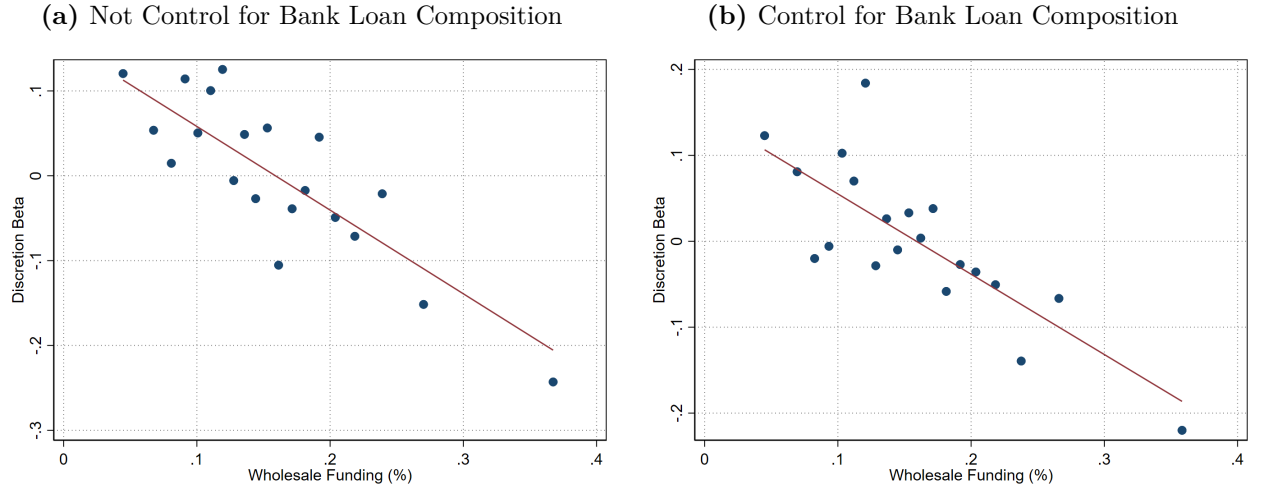 (a) Not Control for Bank Loan Composition
.1
0
-.1
-.2
-.3
Discretion Beta
0 .1 .2 .3 .4
Wholesale Funding (%)
(b) Control for Bank Loan Composition
.2
.1
0
-.1
-.2
Discretion Beta
0 .1 .2 .3 .4
Wholesale Funding (%)